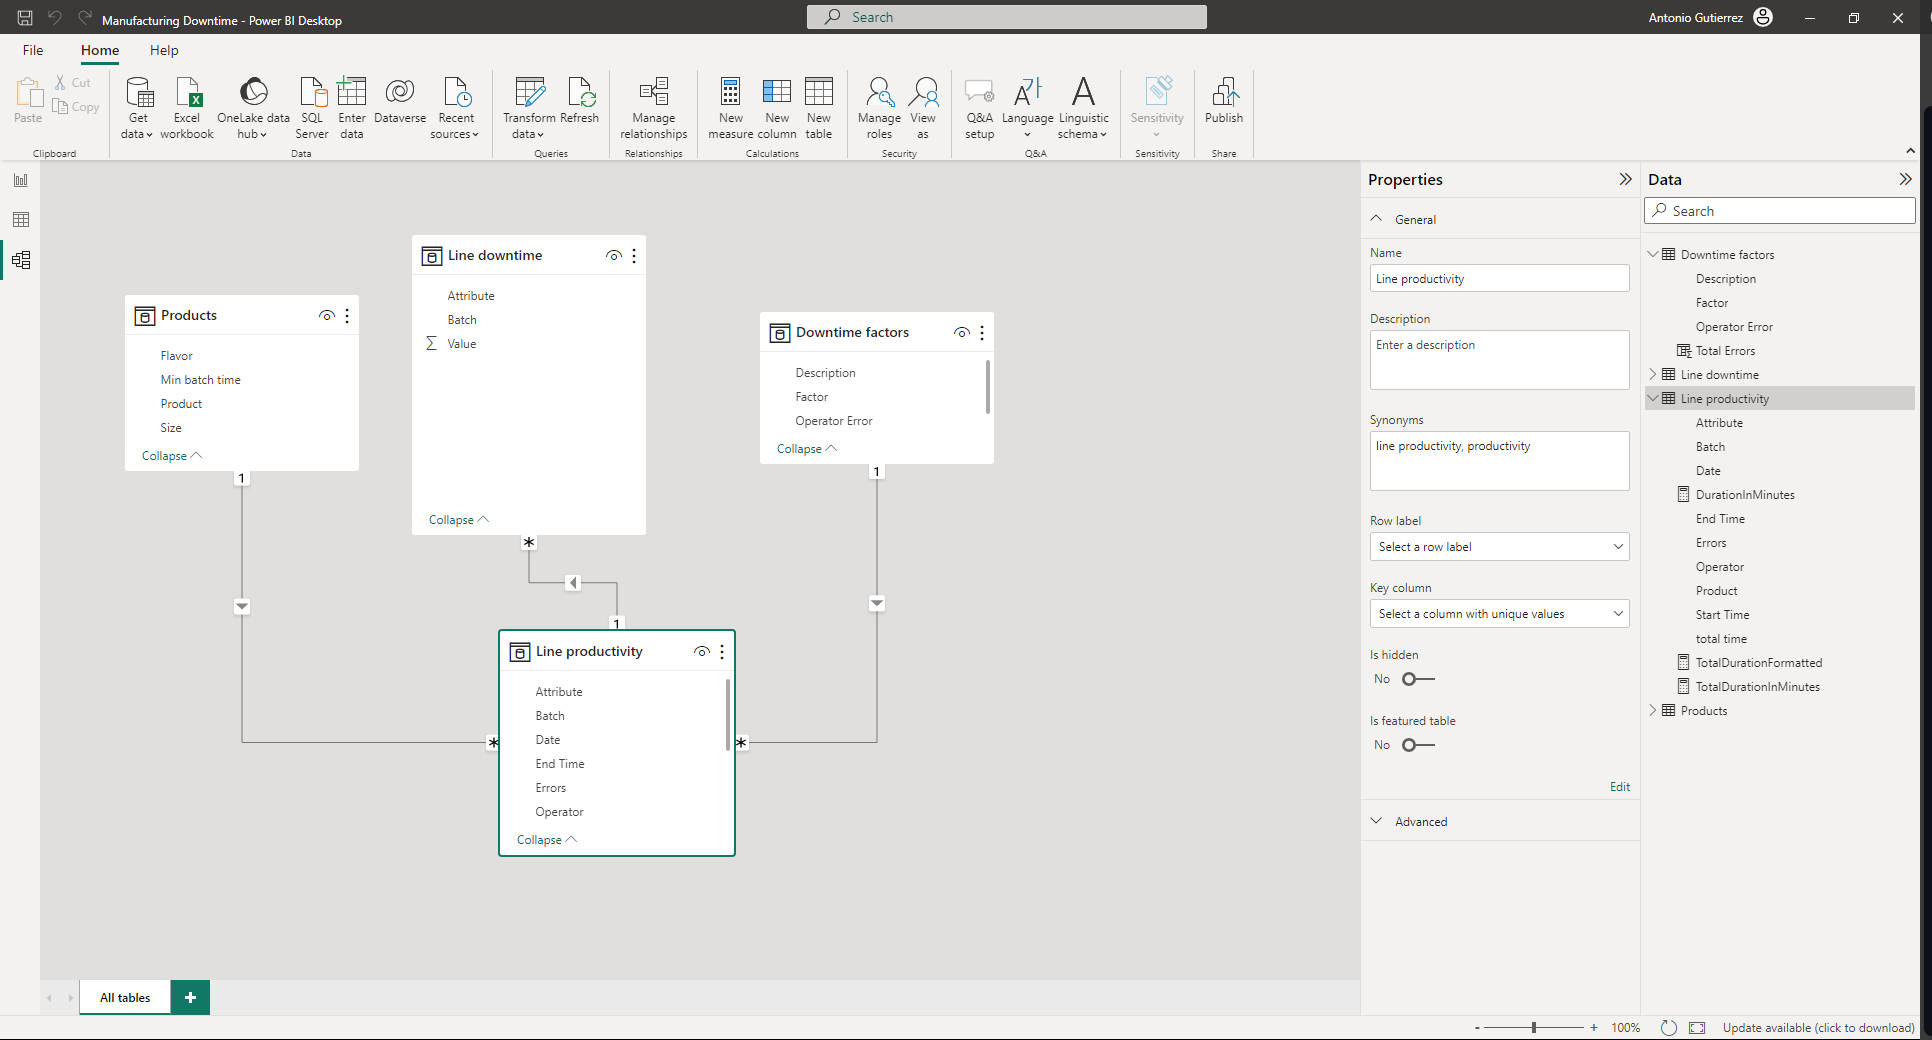 Manufacturing Downtime - Power BI Desktop
Search
Antonio Gutierrez
File Home Help
Paste
Cut
Copy
Clipboard
Get data
Excel workbook
OneLake data hub
SQL Server
Enter data
Dataverse
Recent sources
Data
Transform data
Refresh
Queries
Manage relationships
Relationships
New measure
New column
New table
Calculations
Manage roles
View as
Security
Q&A setup
Language
Linguistic schema
Q&A
Sensitivity
Sensitivity
Publish
Share
Products
Flavor
Min batch time
Product
Size
Collapse
1
Line downtime
Attribute
Batch
Σ Value
Collapse
*
1
Downtime factors
Description
Factor
Operator Error
Collapse
1
Line productivity
Attribute
Batch
Date
End Time
Errors
Operator
Collapse
*
*
Properties
General
Name
Line productivity
Description
Enter a description
Synonyms
line productivity, productivity
Row label
Select a row label
Key column
Select a column with unique values
Is hidden
No
Is featured table
No
Edit
Advanced
Data
Search
Downtime factors
Description
Factor
Operator Error
Total Errors
Line downtime
Line productivity
Attribute
Batch
Date
DurationInMinutes
End Time
Errors
Operator
Product
Start Time
total time
TotalDurationFormatted
TotalDurationInMinutes
Products
All tables
+
- + 100%
Update available (click to download)